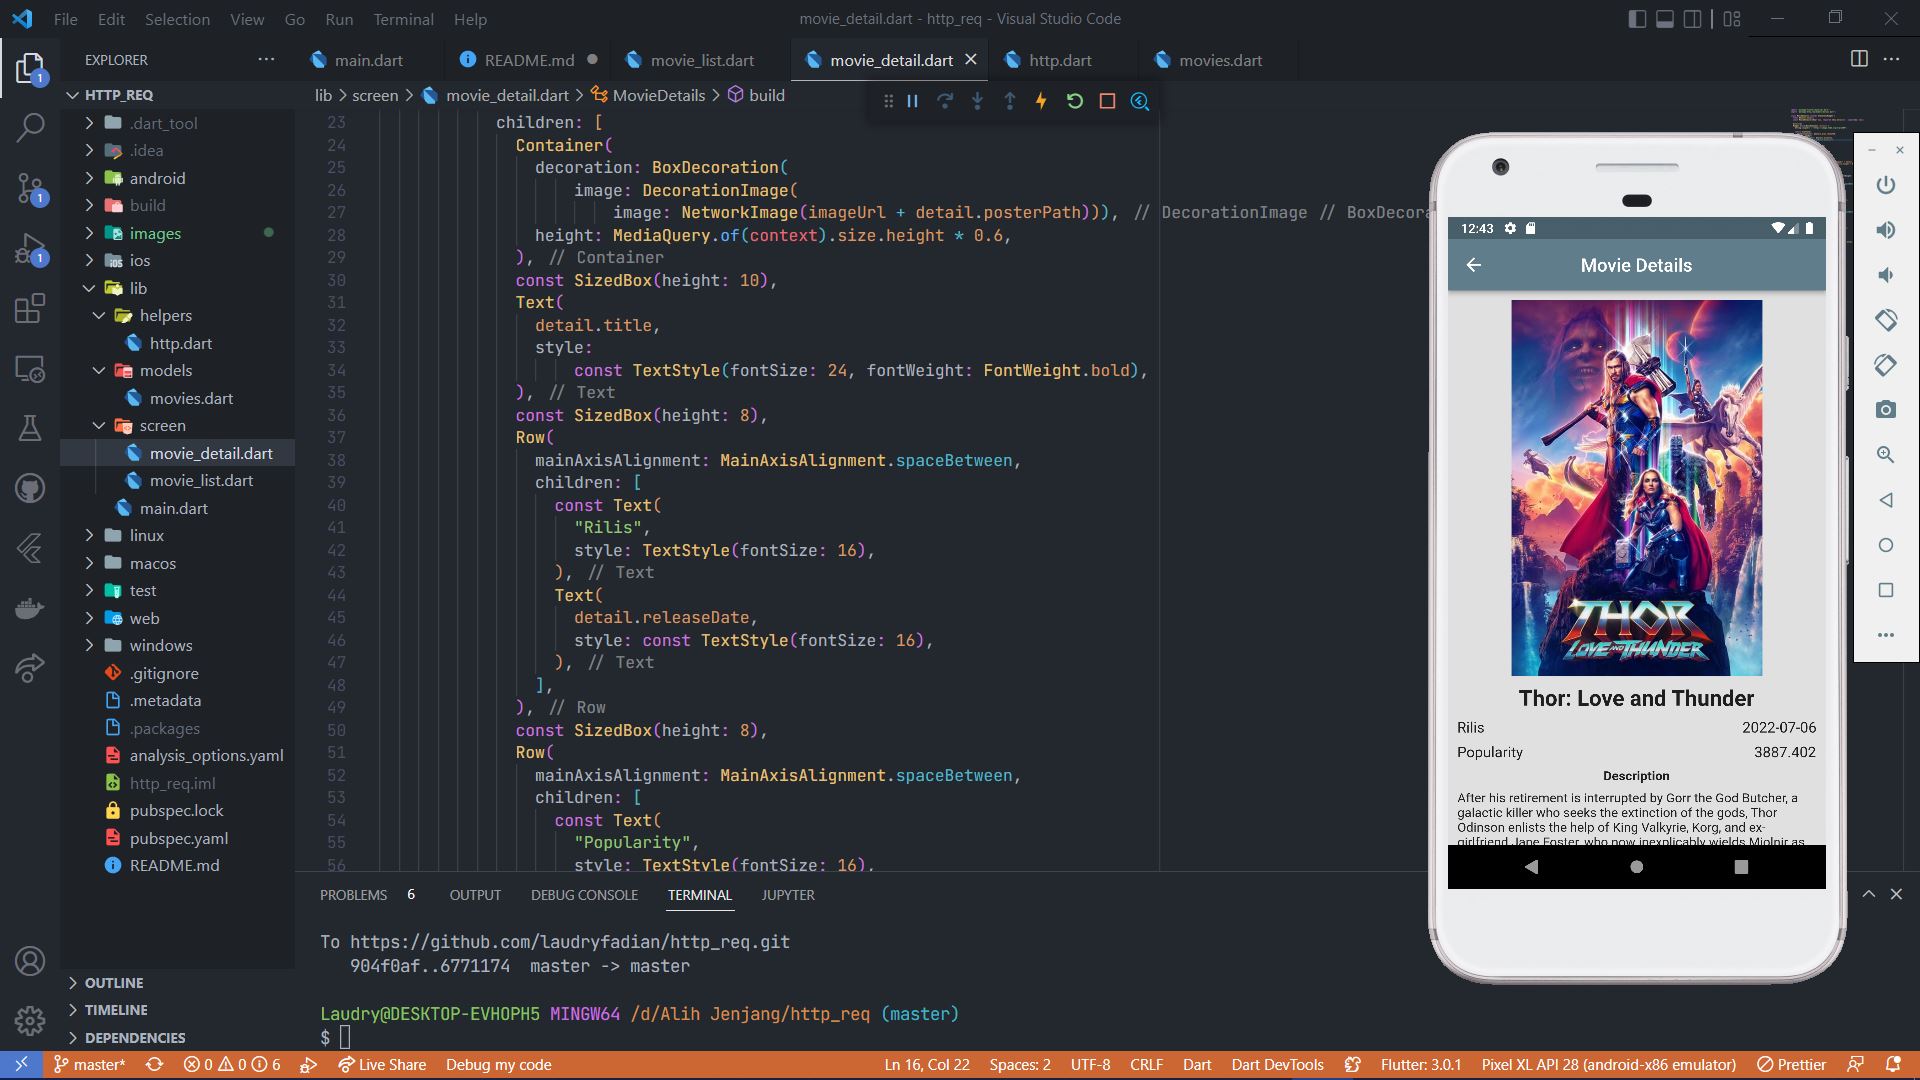 File Edit Selection View Go Run Terminal Help
movie_detail.dart - http_req - Visual Studio Code
EXPLORER
main.dart
README.md
movie_list.dart
movie_detail.dart
http.dart
movies.dart
HTTP_REQ
lib > screen > movie_detail.dart > MovieDetails > build
.dart_tool
.idea
android
build
images
ios
lib
helpers
http.dart
models
movies.dart
screen
movie_detail.dart
movie_list.dart
main.dart
linux
macos
test
web
windows
.gitignore
.metadata
.packages
analysis_options.yaml
http_req.iml
pubspec.lock
pubspec.yaml
README.md
OUTLINE
TIMELINE
DEPENDENCIES
1
1
1
23 children: [
24 Container(
25 decoration: BoxDecoration(
26 image: DecorationImage(
27 image: NetworkImage(imageUrl + detail.posterPath))), // DecorationImage // BoxDecora
28 height: MediaQuery.of(context).size.height * 0.6,
29 ), // Container
30 const SizedBox(height: 10),
31 Text(
32 detail.title,
33 style:
34 const TextStyle(fontSize: 24, fontWeight: FontWeight.bold),
35 ), // Text
36 const SizedBox(height: 8),
37 Row(
38 mainAxisAlignment: MainAxisAlignment.spaceBetween,
39 children: [
40 const Text(
41 "Rilis",
42 style: TextStyle(fontSize: 16),
43 ), // Text
44 Text(
45 detail.releaseDate,
46 style: const TextStyle(fontSize: 16),
47 ), // Text
48 ],
49 ), // Row
50 const SizedBox(height: 8),
51 Row(
52 mainAxisAlignment: MainAxisAlignment.spaceBetween,
53 children: [
54 const Text(
55 "Popularity",
56 style: TextStyle(fontSize: 16),
PROBLEMS 6 OUTPUT DEBUG CONSOLE TERMINAL JUPYTER
To https://github.com/laudryfadian/http_req.git
904f0af..6771174 master -> master
Laudry@DESKTOP-EVHOPH5 MINGW64 /d/Alih Jenjang/http_req (master)
$
12:43
Movie Details
THOR
LOVE AND THUNDER
Thor: Love and Thunder
Rilis 2022-07-06
Popularity 3887.402
Description
After his retirement is interrupted by Gorr the God Butcher, a
galactic killer who seeks the extinction of the gods, Thor
Odinson enlists the help of King Valkyrie, Korg, and ex-
girlfriend Jane Foster, who now inexplicably wields Mjolnir as
master* 0 0 6 Live Share Debug my code Ln 16, Col 22 Spaces: 2 UTF-8 CRLF Dart Dart DevTools Flutter: 3.0.1 Pixel XL API 28 (android-x86 emulator) Prettier